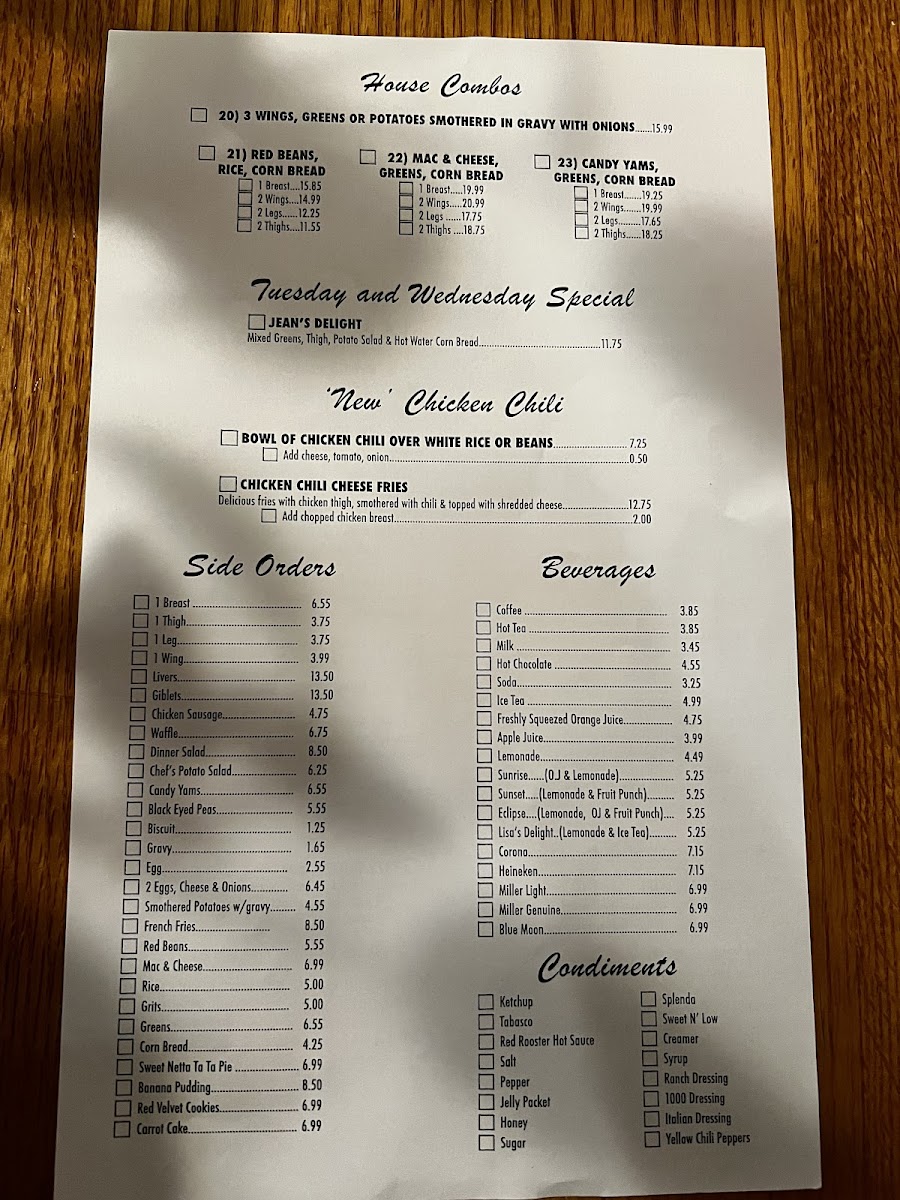 House Combos
20) 3 WINGS, GREENS OR POTATOES SMOTHERED IN GRAVY WITH ONIONS......15.99
21) RED BEANS,
RICE, CORN BREAD
1 Breast....15.85
2 Wings....14.99
2 Legs......12.25
2 Thighs....11.55
22) MAC & CHEESE,
GREENS, CORN BREAD
1 Breast.....19.99
2 Wings.....20.99
2 Legs ......17.75
2 Thighs ....18.75
23) CANDY YAMS,
GREENS, CORN BREAD
1 Breast......19.25
2 Wings......19.99
2 Legs........17.65
2 Thighs......18.25
Tuesday and Wednesday Special
JEAN'S DELIGHT
Mixed Greens, Thigh, Potato Salad & Hot Water Corn Bread..........11.75
'New' Chicken Chili
BOWL OF CHICKEN CHILI OVER WHITE RICE OR BEANS..........7.25
Add cheese, tomato, onion..........0.50
CHICKEN CHILI CHEESE FRIES
Delicious fries with chicken thigh, smothered with chili & topped with shredded cheese..........12.75
Add chopped chicken breast..........2.00
Side Orders
1 Breast .......... 6.55
1 Thigh.......... 3.75
1 Leg.......... 3.75
1 Wing.......... 3.99
Livers.......... 13.50
Giblets.......... 13.50
Chicken Sausage.......... 4.75
Waffle.......... 6.75
Dinner Salad.......... 8.50
Chef's Potato Salad.......... 6.25
Candy Yams.......... 6.55
Black Eyed Peas.......... 5.55
Biscuit.......... 1.25
Gravy.......... 1.65
Egg.......... 2.55
2 Eggs, Cheese & Onions.......... 6.45
Smothered Potatoes w/gravy......... 4.55
French Fries.......... 8.50
Red Beans.......... 5.55
Mac & Cheese.......... 6.99
Rice.......... 5.00
Grits.......... 5.00
Greens.......... 6.55
Corn Bread.......... 4.25
Sweet Netta Ta Ta Pie .......... 6.99
Banana Pudding.......... 8.50
Red Velvet Cookies.......... 6.99
Carrot Cake.......... 6.99
Beverages
Coffee .......... 3.85
Hot Tea .......... 3.85
Milk .......... 3.45
Hot Chocolate .......... 4.55
Soda.......... 3.25
Ice Tea .......... 4.99
Freshly Squeezed Orange Juice.......... 4.75
Apple Juice.......... 3.99
Lemonade.......... 4.49
Sunrise......(OJ & Lemonade).......... 5.25
Sunset.....(Lemonade & Fruit Punch).......... 5.25
Eclipse....(Lemonade, OJ & Fruit Punch).... 5.25
Lisa's Delight..(Lemonade & Ice Tea).......... 5.25
Corona.......... 7.15
Heineken.......... 7.15
Miller Light.......... 6.99
Miller Genuine.......... 6.99
Blue Moon.......... 6.99
Condiments
Ketchup
Tabasco
Red Rooster Hot Sauce
Salt
Pepper
Jelly Packet
Honey
Sugar
Splenda
Sweet N' Low
Creamer
Syrup
Ranch Dressing
1000 Dressing
Italian Dressing
Yellow Chili Peppers